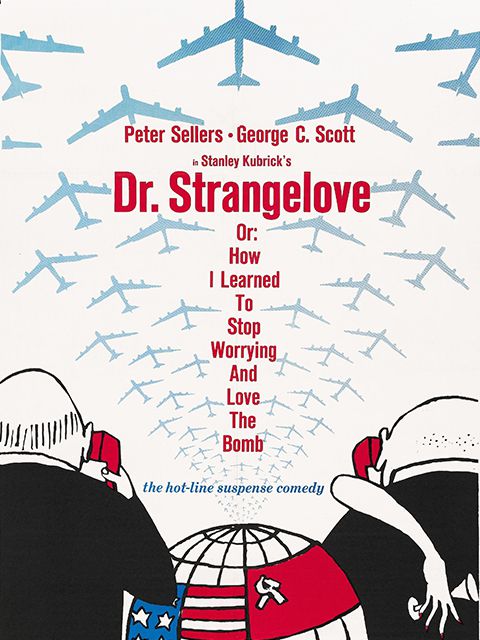 Peter Sellers • George C. Scott
in Stanley Kubrick's
Dr. Strangelove
Or:
How
I Learned
To
Stop
Worrying
And
Love
The
Bomb
the hot-line suspense comedy